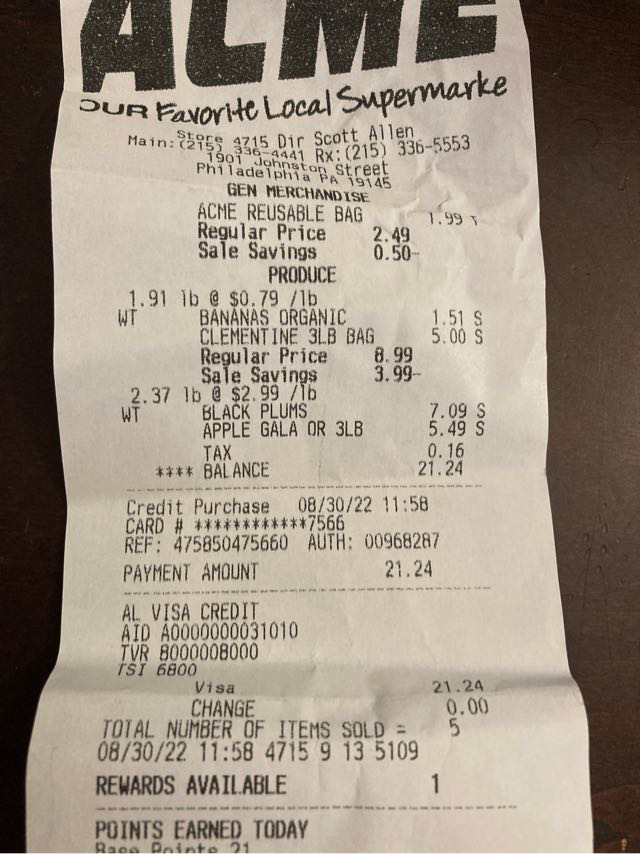 ACME
OUR Favorite Local Supermarke
Store 4715 Dir Scott Allen
Main:(215) 336-4441 Rx:(215) 336-5553
1901 Johnston Street
Philadelphia PA 19145
GEN MERCHANDISE
ACME REUSABLE BAG 1.99 T
Regular Price 2.49
Sale Savings 0.50-
PRODUCE
1.91 lb @ $0.79 /lb
WT BANANAS ORGANIC 1.51 S
CLEMENTINE 3LB BAG 5.00 S
Regular Price 8.99
Sale Savings 3.99-
2.37 lb @ $2.99 /lb
WT BLACK PLUMS 7.09 S
APPLE GALA OR 3LB 5.49 S
TAX 0.16
**** BALANCE 21.24
Credit Purchase 08/30/22 11:58
CARD # ************7566
REF: 475850475660 AUTH: 00968287
PAYMENT AMOUNT 21.24
AL VISA CREDIT
AID A0000000031010
TVR 8000008000
TSI 6800
Visa 21.24
CHANGE 0.00
TOTAL NUMBER OF ITEMS SOLD = 5
08/30/22 11:58 4715 9 13 5109
REWARDS AVAILABLE 1
POINTS EARNED TODAY
Base Points 21